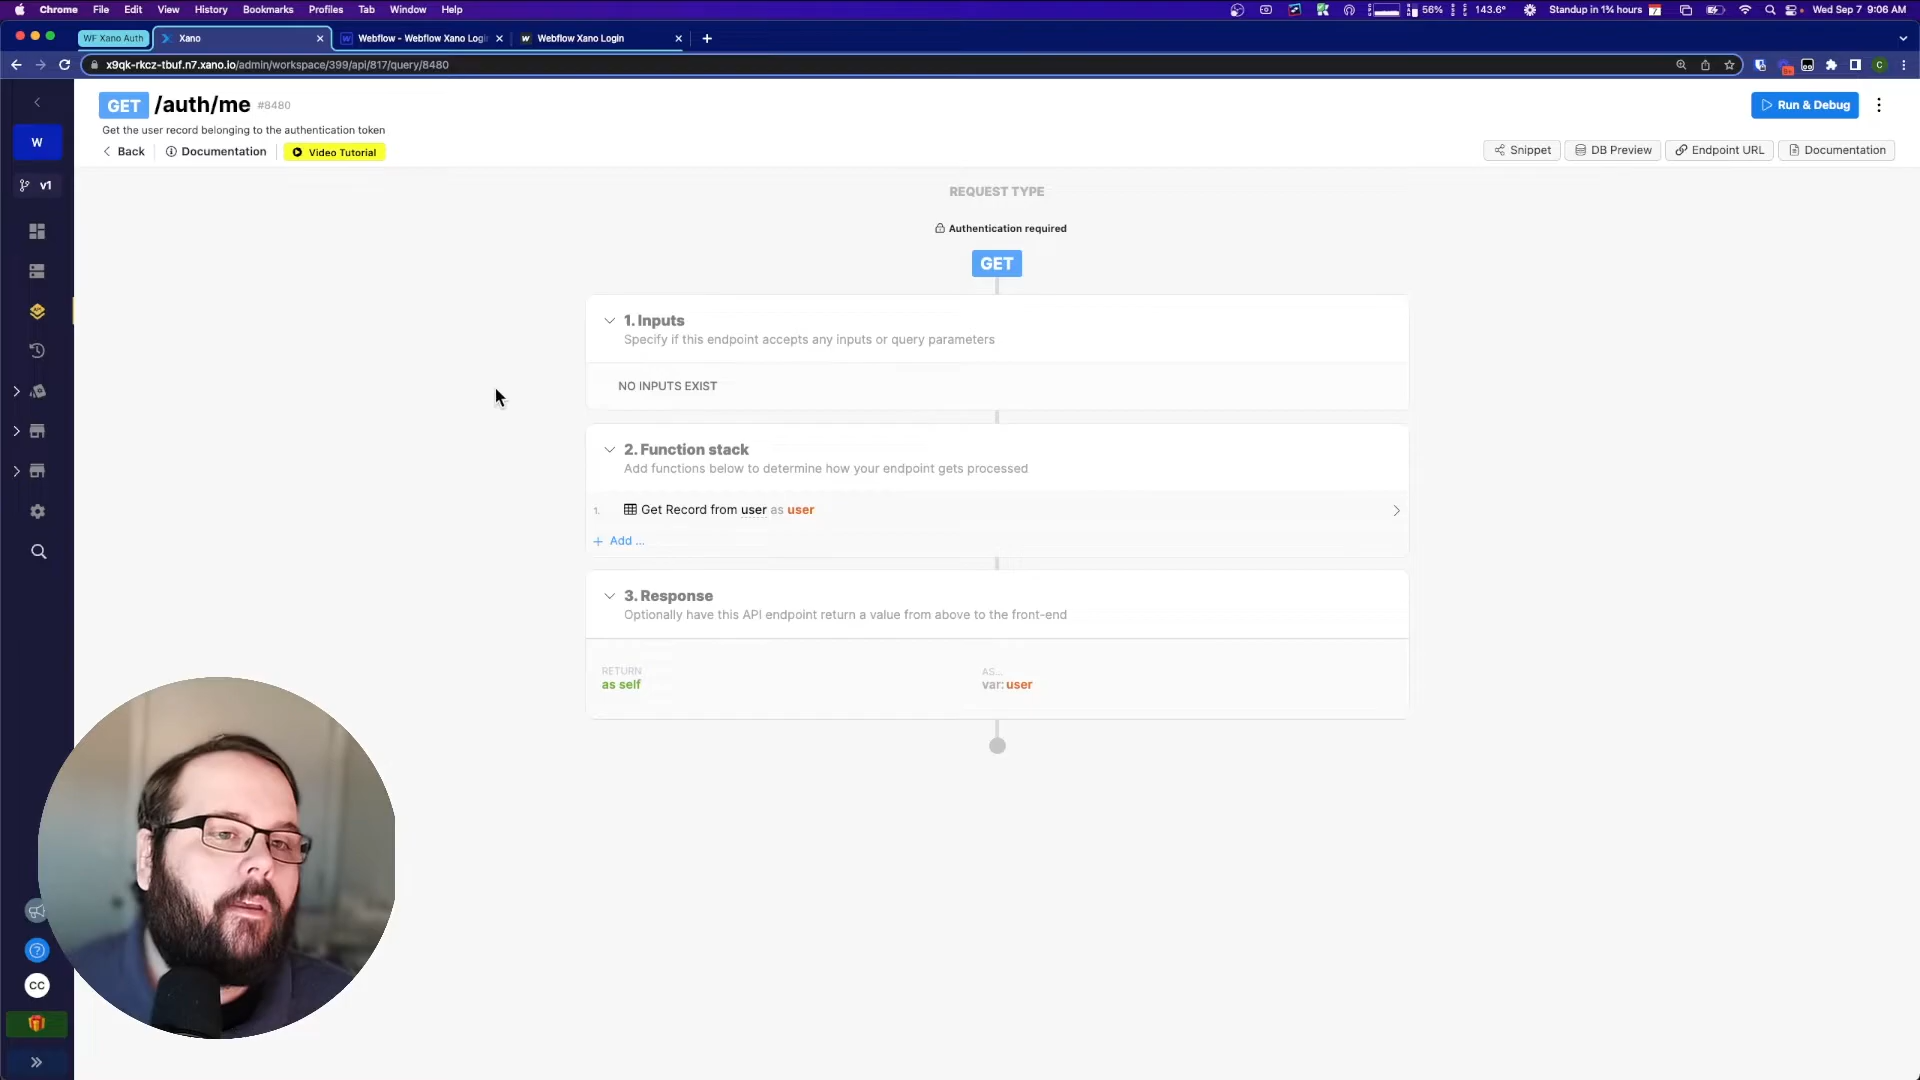 Chrome File Edit View History Bookmarks Profiles Tab Window Help 56% 143.6° Standup in 1¾ hours 7 Wed Sep 7 9:06 AM
WF Xano Auth Xano Webflow - Webflow Xano Logi Webflow Xano Login
x9qk-rkcz-tbuf.n7.xano.io/admin/workspace/399/api/817/query/8480 C
GET /auth/me #8480 Run & Debug
Get the user record belonging to the authentication token
Back Documentation Video Tutorial Snippet DB Preview Endpoint URL Documentation
W
v1
REQUEST TYPE
Authentication required
GET
1. Inputs
Specify if this endpoint accepts any inputs or query parameters
NO INPUTS EXIST
2. Function stack
Add functions below to determine how your endpoint gets processed
1. Get Record from user as user
+ Add ...
3. Response
Optionally have this API endpoint return a value from above to the front-end
RETURN AS...
as self var: user
CC